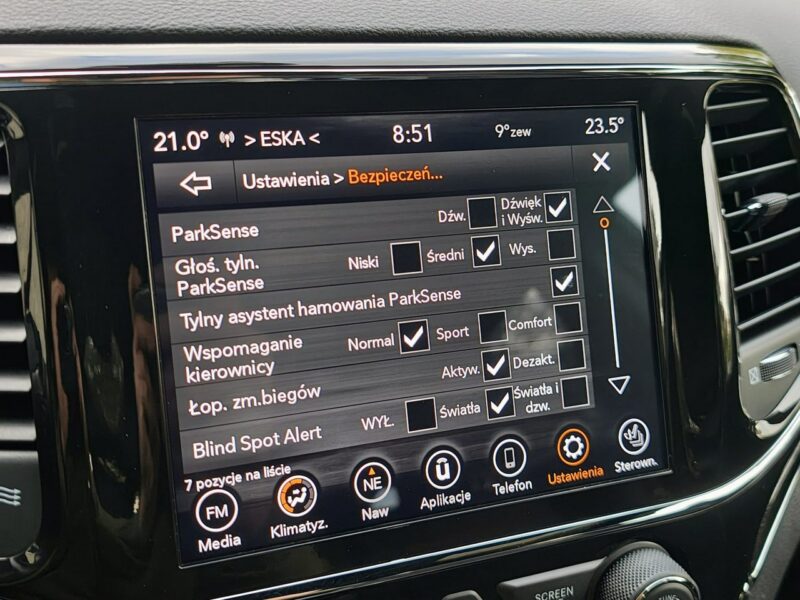 21.0° > ESKA < 8:51 9°zew 23.5°
Ustawienia > Bezpieczeń... X
ParkSense Dźw. Dźwięk i Wyśw.
Głoś. tyln. ParkSense Niski Średni Wys.
Tylny asystent hamowania ParkSense
Wspomaganie kierownicy Normal Sport Comfort
Łop. zm.biegów Aktyw. Dezakt.
Blind Spot Alert WYŁ. Światła Światła i dzw.
7 pozycje na liście
FM NE
Media Klimatyz. Naw Aplikacje Telefon Ustawienia Sterown.
SCREEN